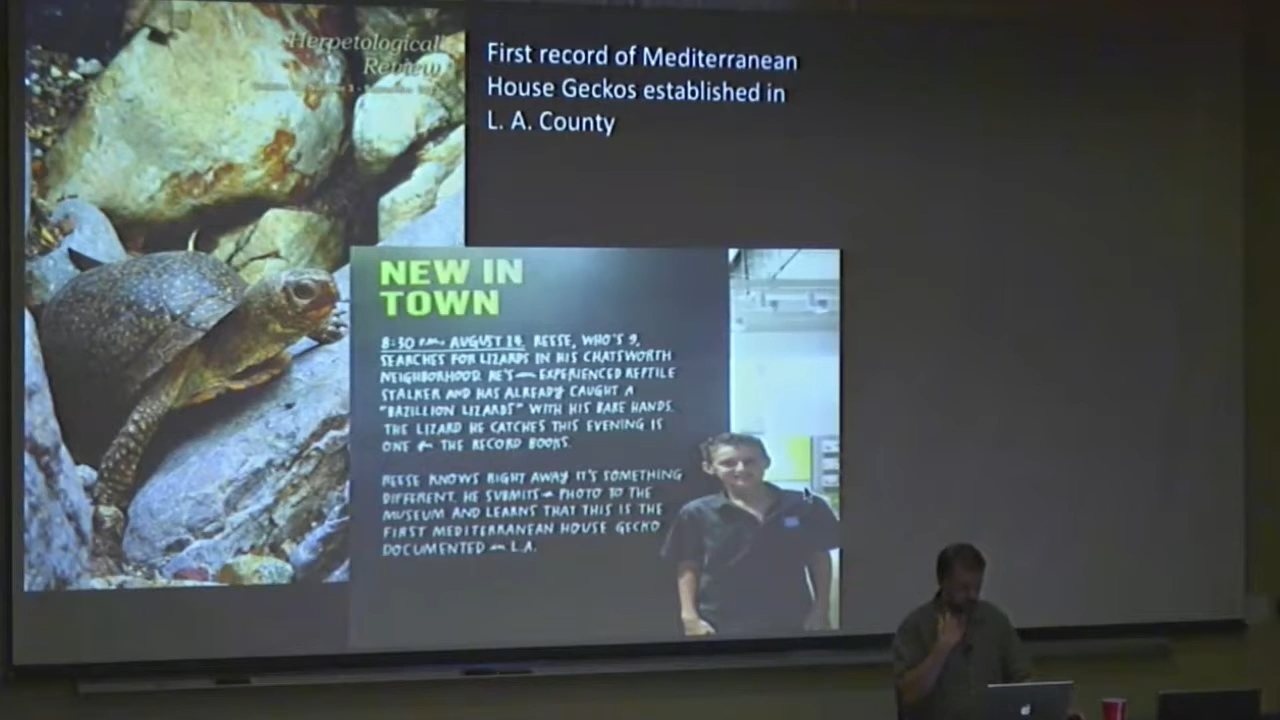 Herpetological
Review
First record of Mediterranean
House Geckos established in
L. A. County
NEW IN
TOWN
8:30 P.M. AUGUST 14. REESE, WHO'S 9,
SEARCHES FOR LIZARDS IN HIS CHATSWORTH
NEIGHBORHOOD. HE'S AN EXPERIENCED REPTILE
STALKER AND HAS ALREADY CAUGHT A
"BAZILLION LIZARDS" WITH HIS BARE HANDS.
THE LIZARD HE CATCHES THIS EVENING IS
ONE FOR THE RECORD BOOKS.
REESE KNOWS RIGHT AWAY IT'S SOMETHING
DIFFERENT. HE SUBMITS A PHOTO TO THE
MUSEUM AND LEARNS THAT THIS IS THE
FIRST MEDITERRANEAN HOUSE GECKO
DOCUMENTED IN L.A.